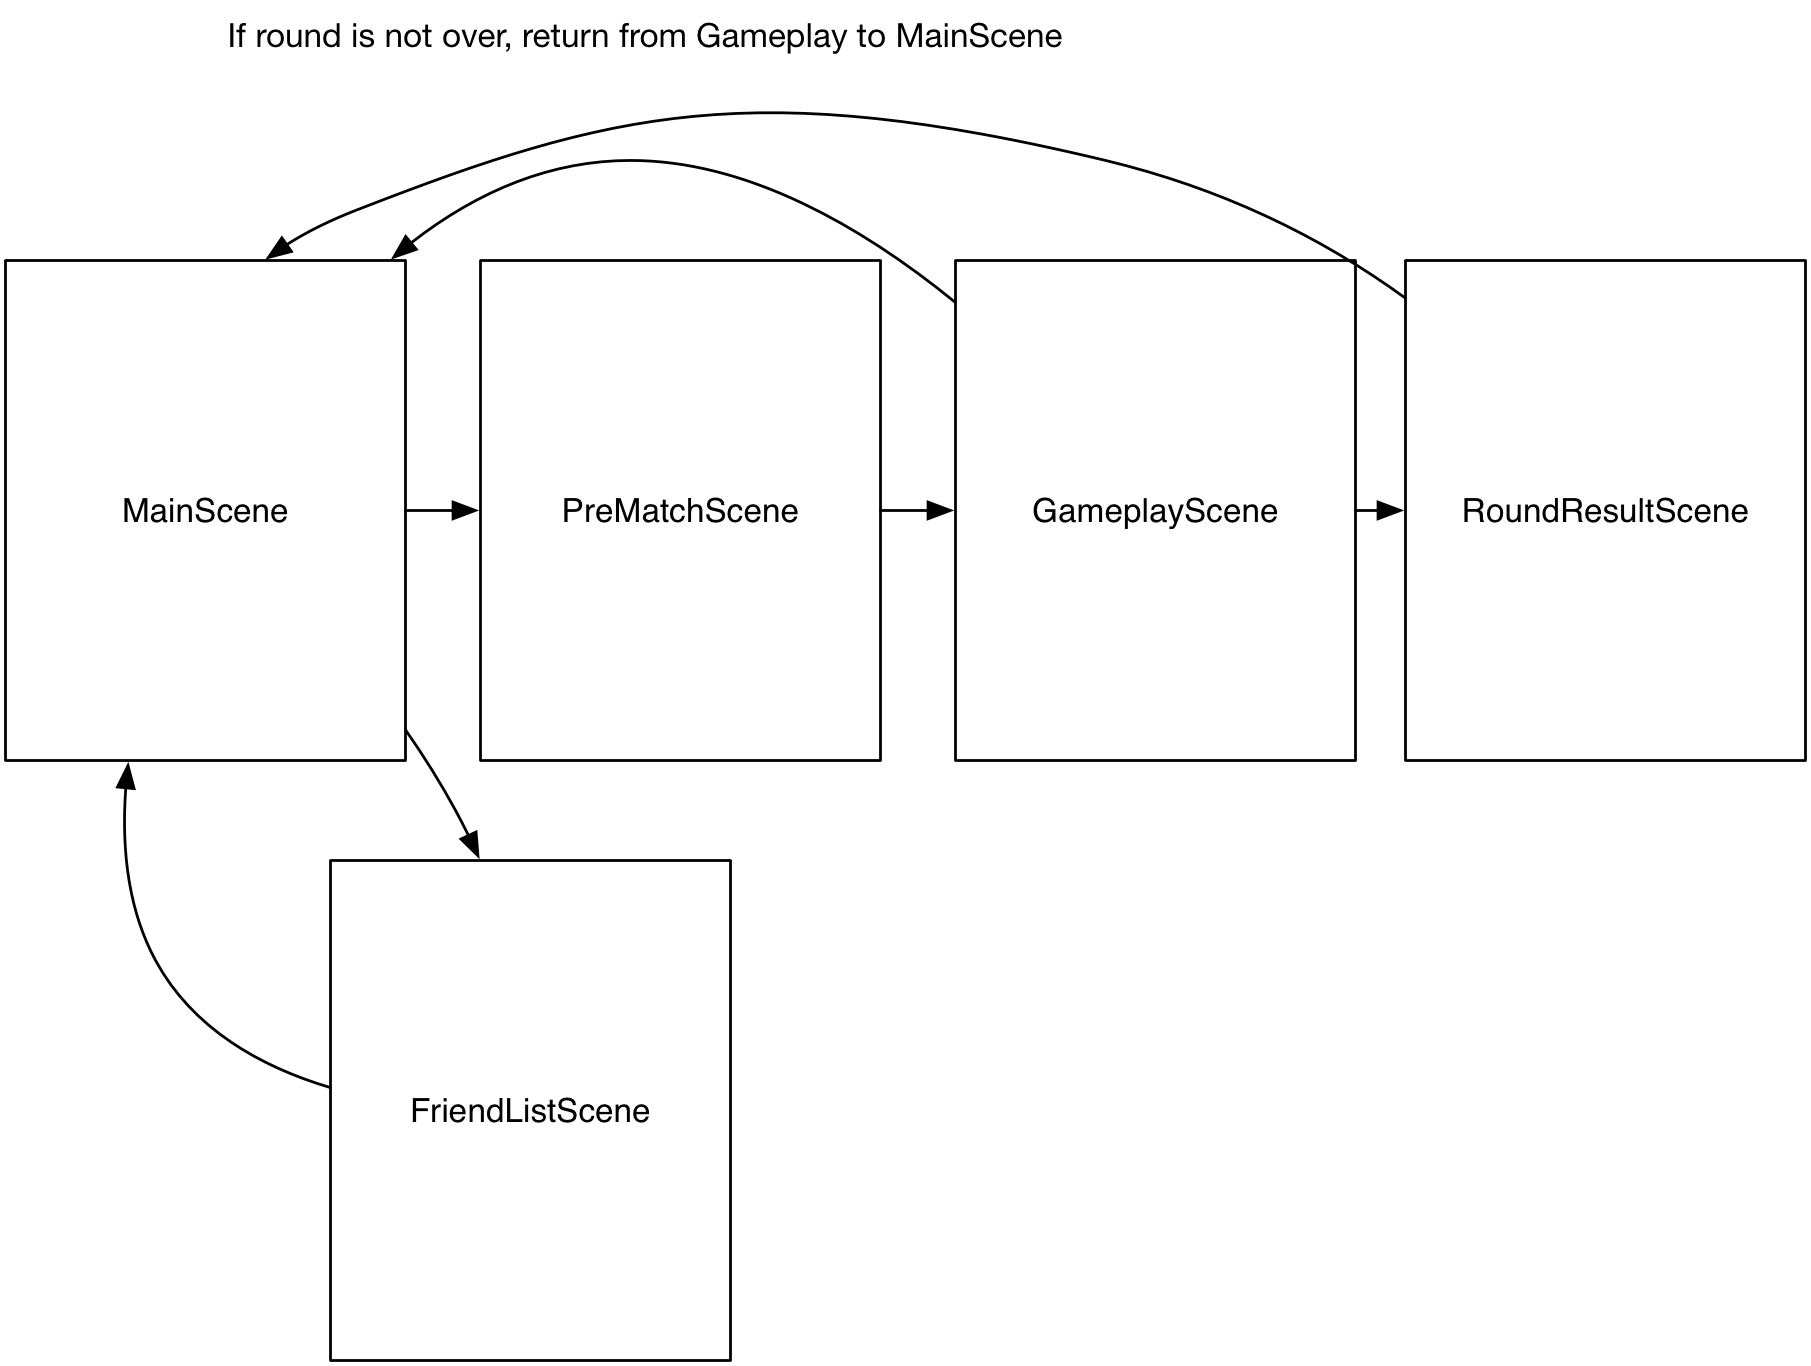 If round is not over, return from Gameplay to MainScene
MainScene
PreMatchScene
GameplayScene
RoundResultScene
FriendListScene